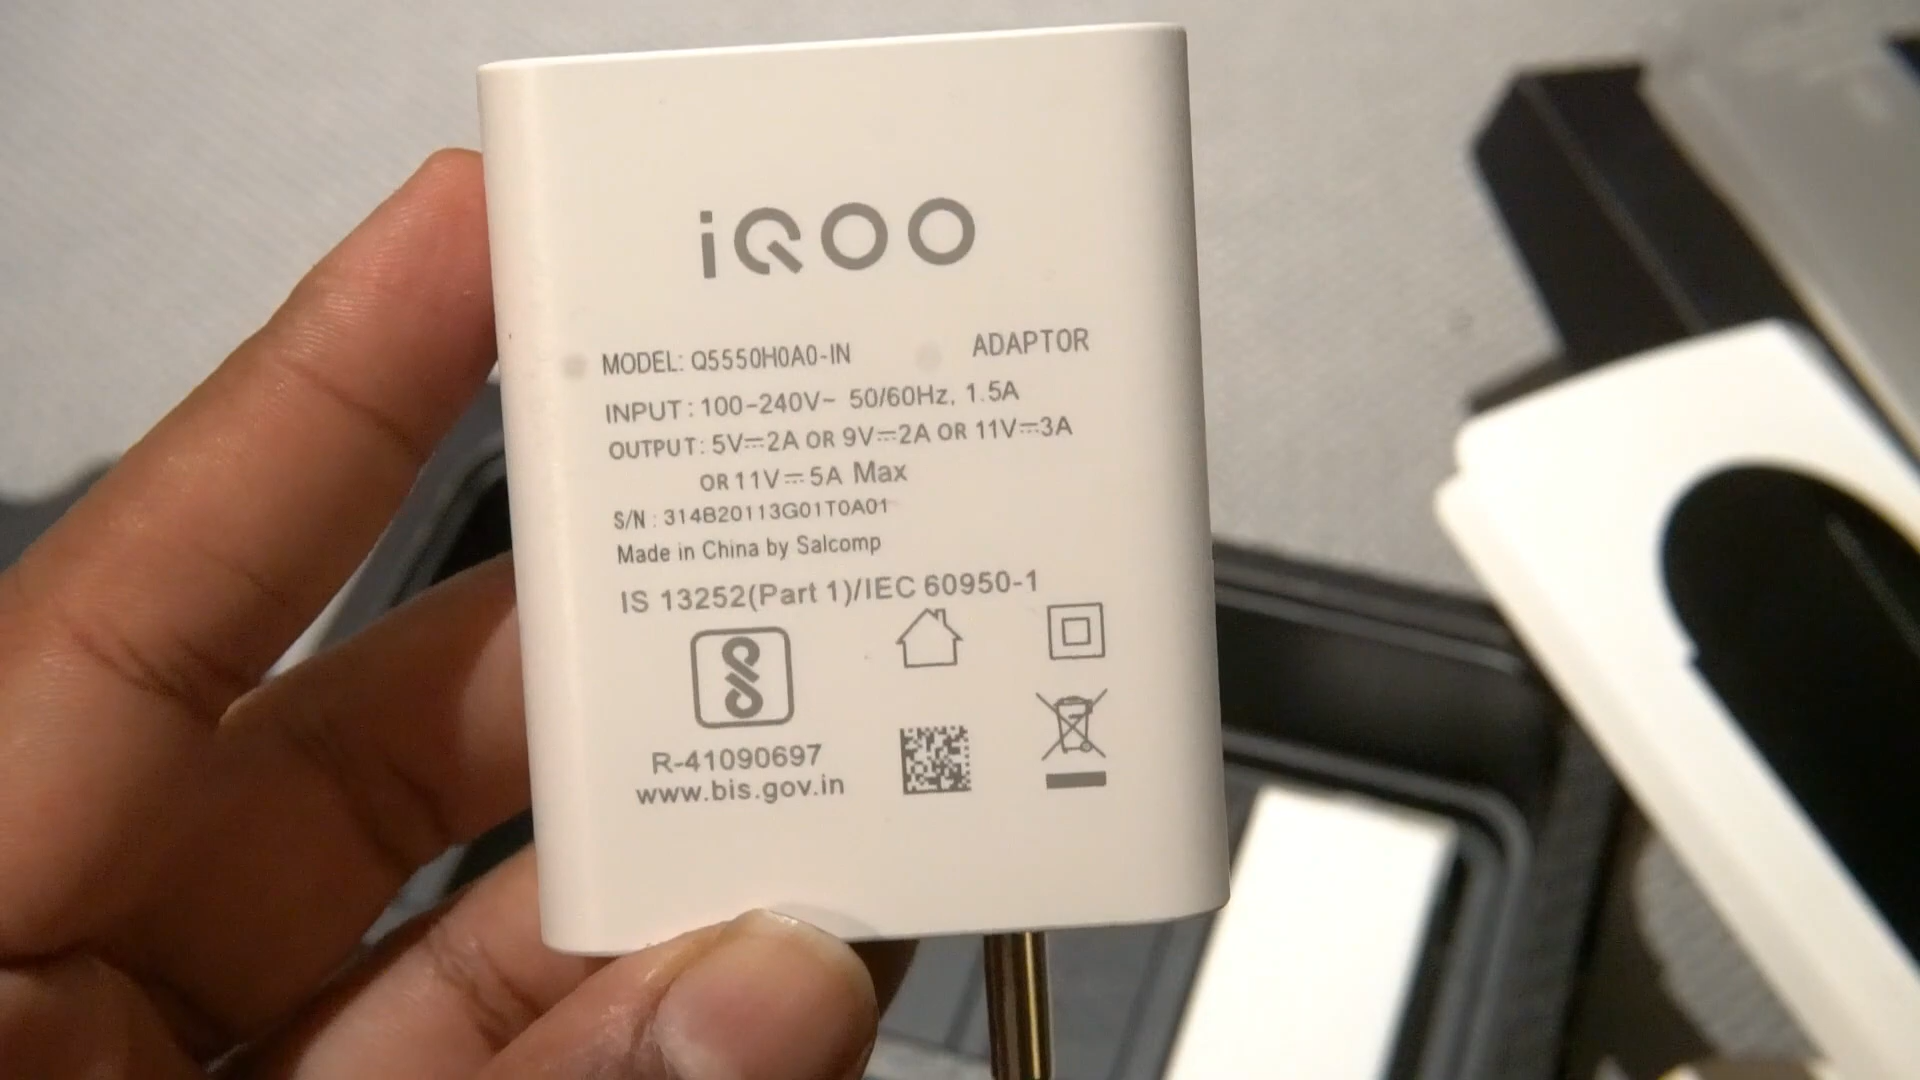 iQOO
MODEL: Q5550H0A0-IN ADAPTOR
INPUT: 100-240V~ 50/60Hz, 1.5A
OUTPUT: 5V⎓2A OR 9V⎓2A OR 11V⎓3A
OR 11V⎓5A Max
S/N : 314B20113G01T0A01
Made in China by Salcomp
IS 13252(Part 1)/IEC 60950-1
R-41090697
www.bis.gov.in